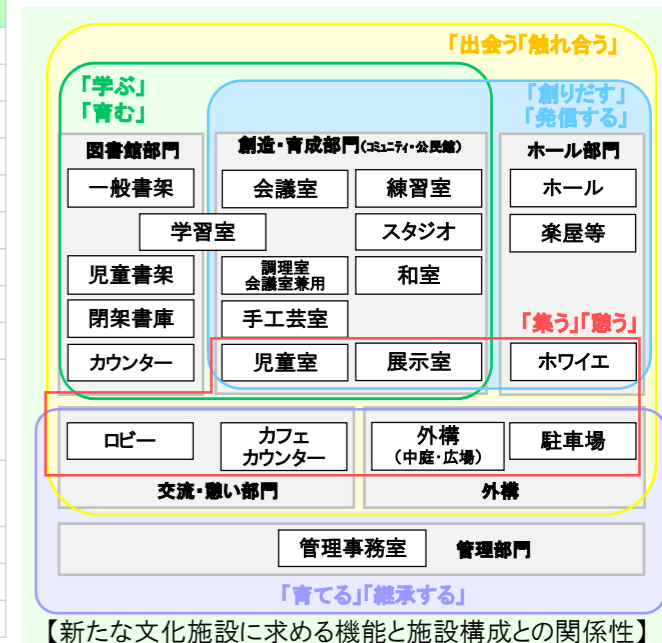 「出会う「触れ合う」
「学ぶ」
「育む」
「創りだす」
「発信する」
図書館部門
創造・育成部門(コミュニティ・公民館)
ホール部門
一般書架
会議室
練習室
ホール
学習室
スタジオ
楽屋等
児童書架
調理室
会議室兼用
和室
閉架書庫
手工芸室
「集う」「憩う」
カウンター
児童室
展示室
ホワイエ
ロビー
カフェ
カウンター
外構
(中庭・広場)
駐車場
交流・憩い部門
外構
管理事務室
管理部門
「育てる」「継承する」
【新たな文化施設に求める機能と施設構成との関係性】